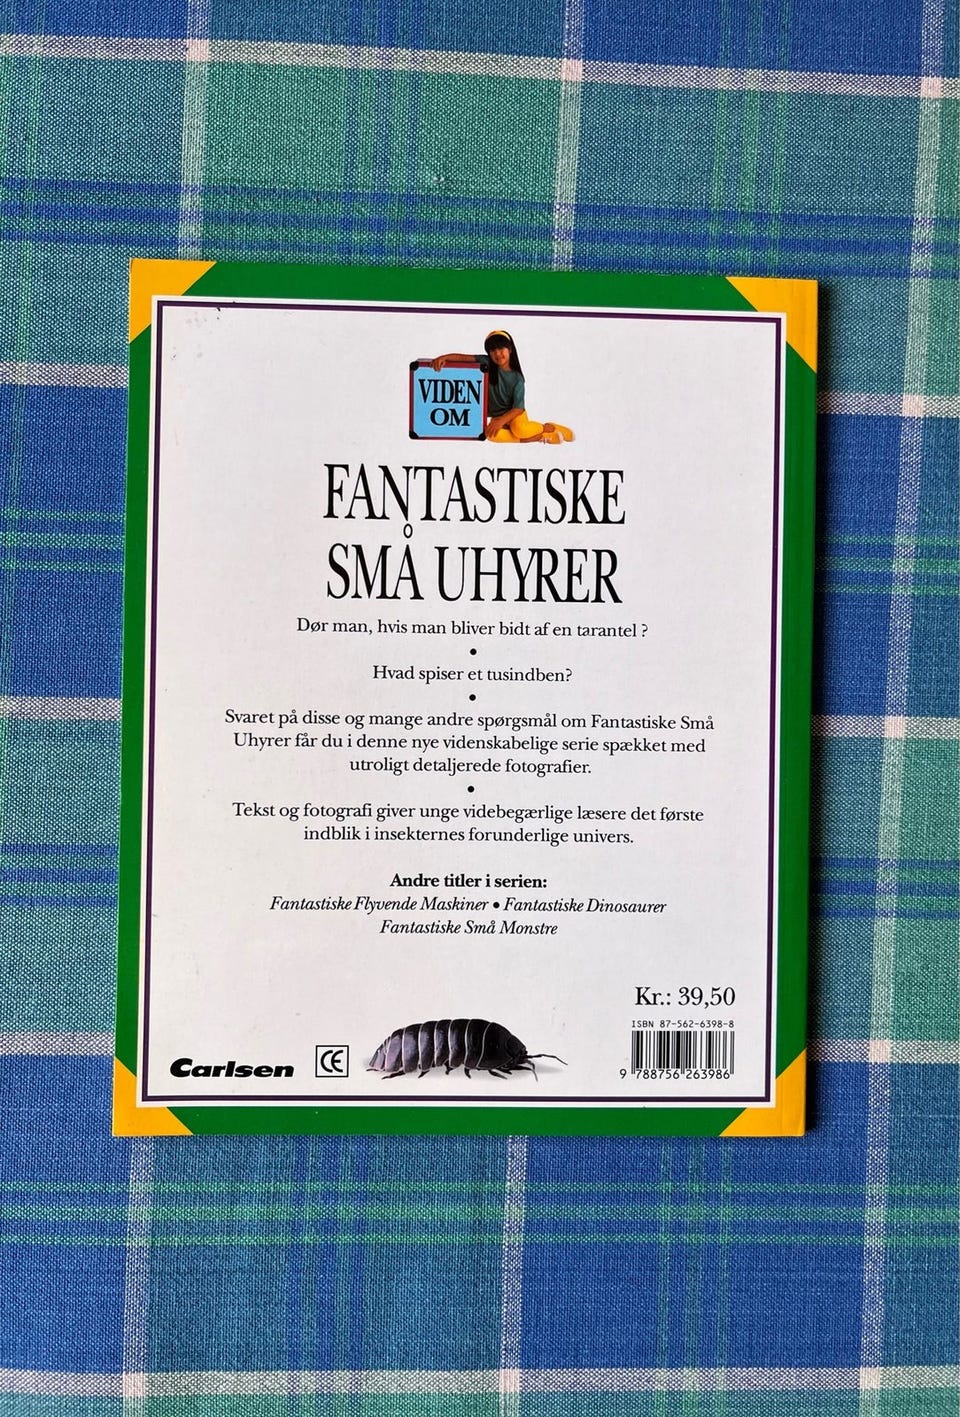 VIDEN
OM
FANTASTISKE
SMÅ UHYRER
Dør man, hvis man bliver bidt af en tarantel ?
•
Hvad spiser et tusindben?
•
Svaret på disse og mange andre spørgsmål om Fantastiske Små
Uhyrer får du i denne nye videnskabelige serie spækket med
utroligt detaljerede fotografier.
•
Tekst og fotografi giver unge videbegærlige læsere det første
indblik i insekternes forunderlige univers.
Andre titler i serien:
Fantastiske Flyvende Maskiner • Fantastiske Dinosaurer
Fantastiske Små Monstre
Kr.: 39,50
ISBN 87-562-6398-8
9 788756 263986
Carlsen
CE